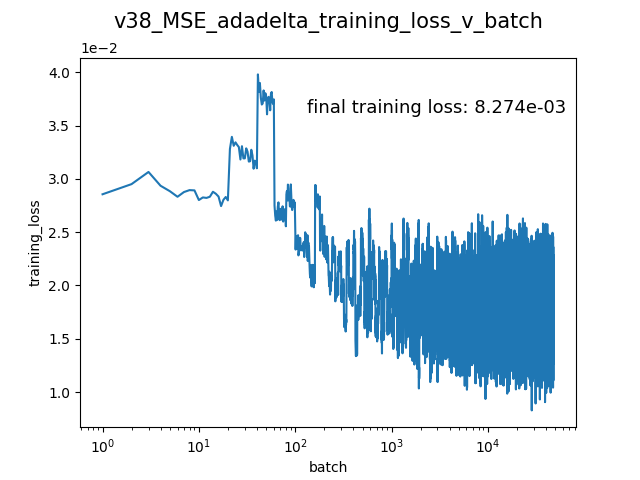 v38_MSE_adadelta_training_loss_v_batch
1e−2
4.0
3.5
3.0
2.5
2.0
1.5
1.0
training_loss
final training loss: 8.274e-03
10⁰
10¹
10²
10³
10⁴
batch